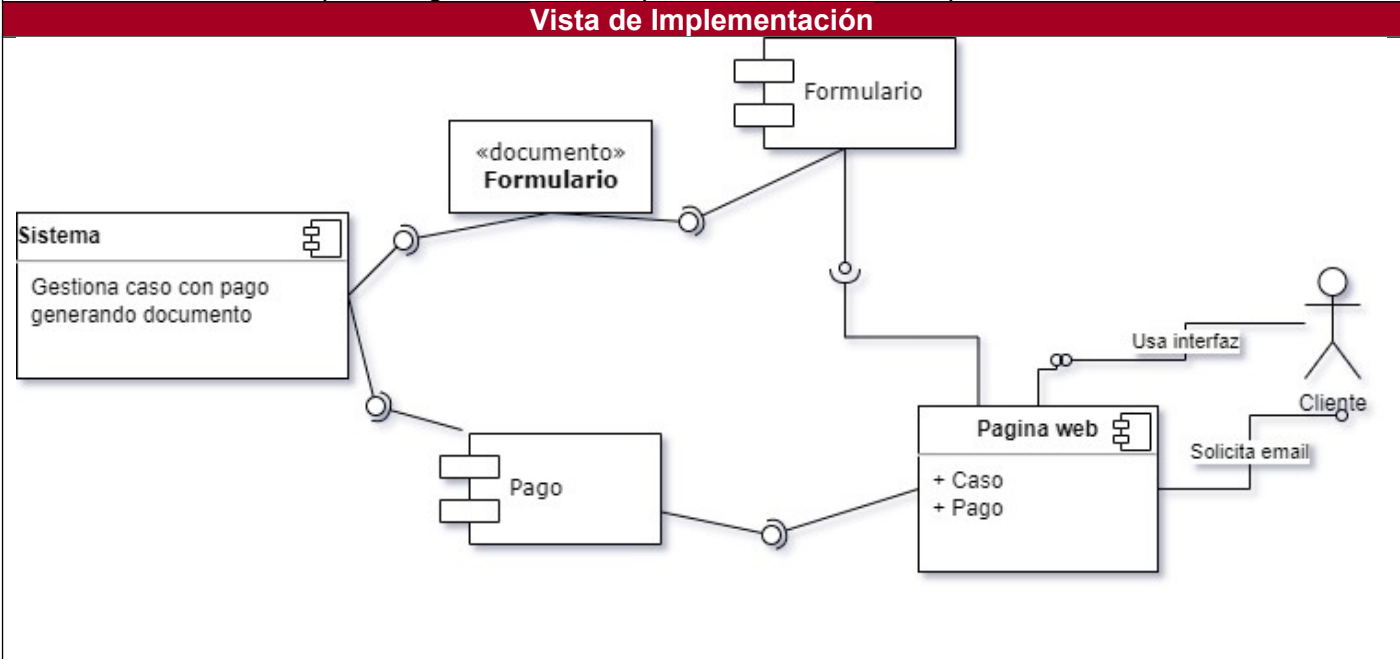 Vista de Implementación
Formulario
«documento»
Formulario
Sistema
Gestiona caso con pago
generando documento
Usa interfaz
Cliente
Pagina web
Solicita email
+ Caso
+ Pago
Pago